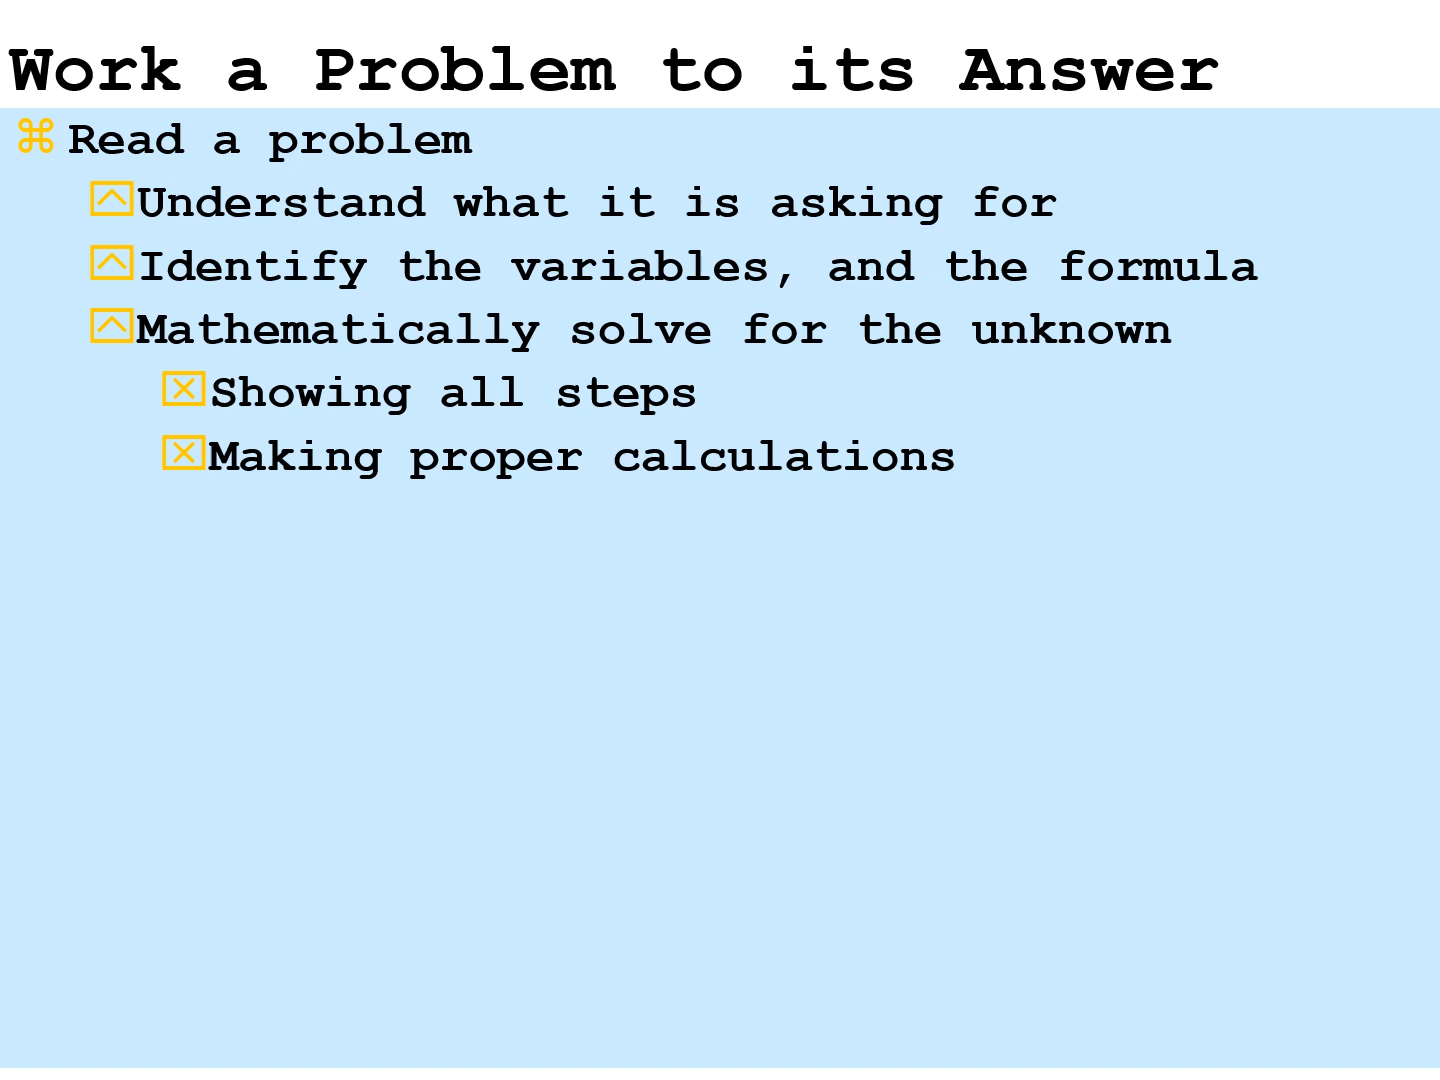 Work a Problem to its Answer
⌘ Read a problem
Understand what it is asking for
Identify the variables, and the formula
Mathematically solve for the unknown
Showing all steps
Making proper calculations